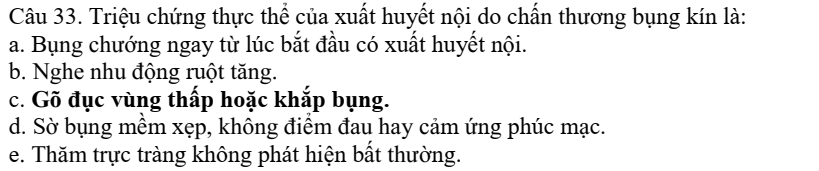 Câu 33. Triệu chứng thực thể của xuất huyết nội do chấn thương bụng kín là:
a. Bụng chướng ngay từ lúc bắt đầu có xuất huyết nội.
b. Nghe nhu động ruột tăng.
c. Gõ đục vùng thấp hoặc khắp bụng.
d. Sờ bụng mềm xẹp, không điểm đau hay cảm ứng phúc mạc.
e. Thăm trực tràng không phát hiện bất thường.